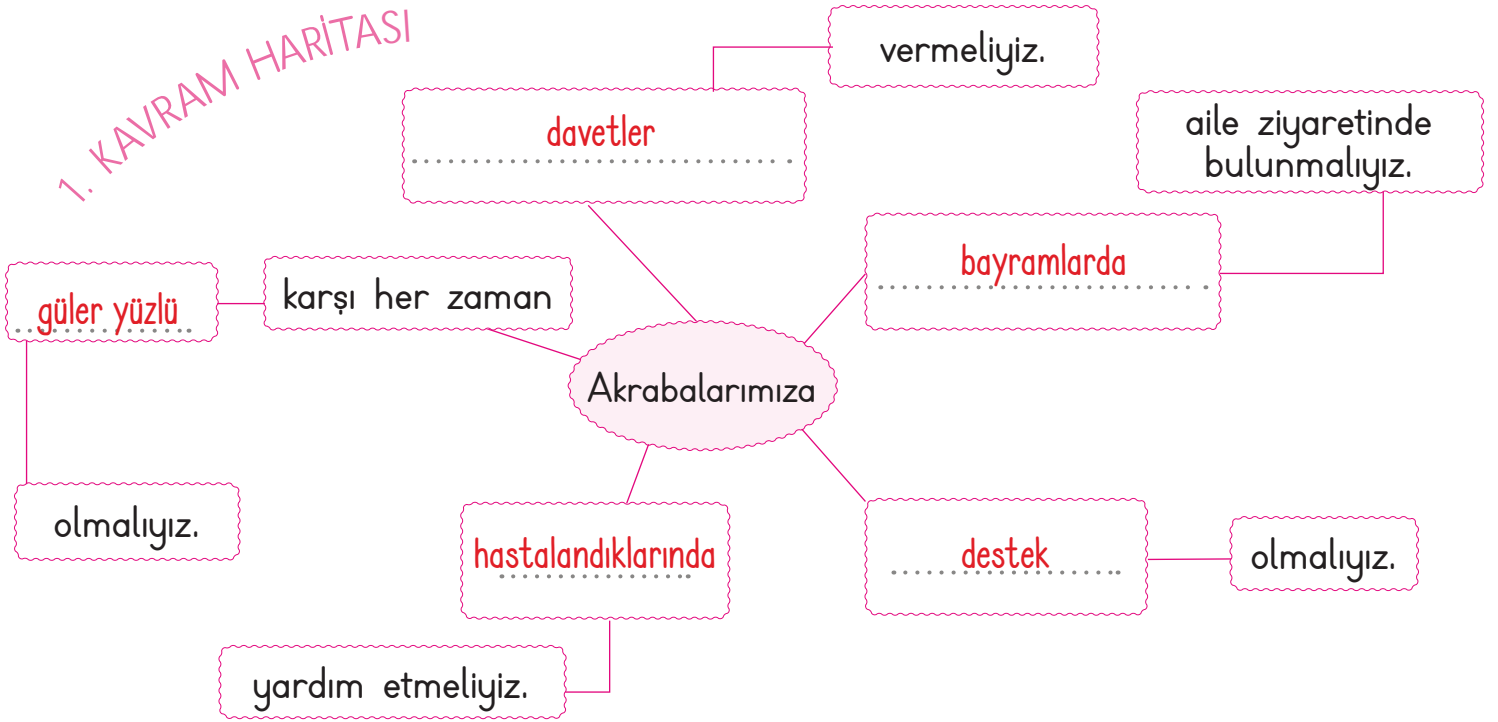 1. KAVRAM HARİTASI
vermeliyiz.
davetler
aile ziyaretinde
bulunmalıyız.
bayramlarda
güler yüzlü
karşı her zaman
Akrabalarımıza
olmalıyız.
hastalandıklarında
destek
olmalıyız.
yardım etmeliyiz.